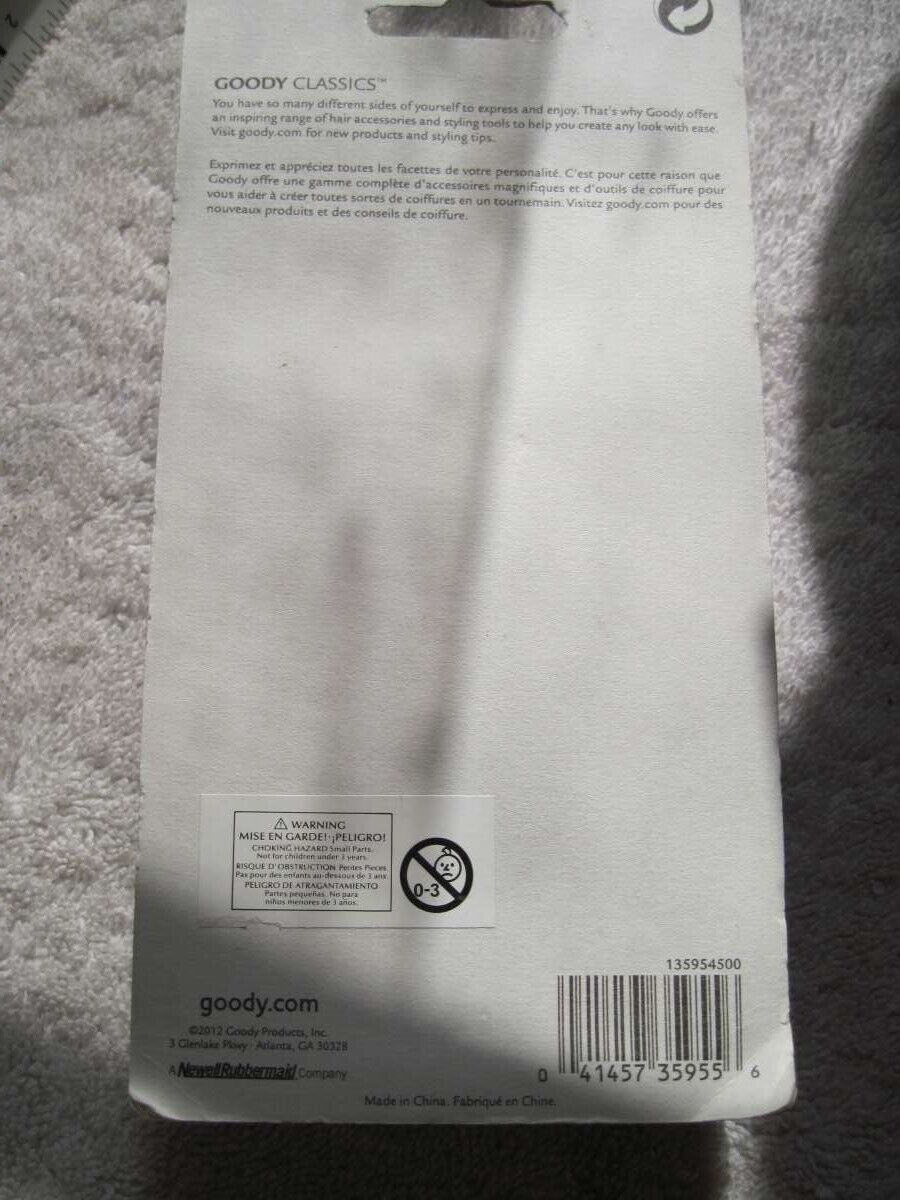 2
GOODY CLASSICS™
You have so many different sides of yourself to express and enjoy. That's why Goody offers
an inspiring range of hair accessories and styling tools to help you create any look with ease.
Visit goody.com for new products and styling tips.
Exprimez et appréciez toutes les facettes de votre personalité. C'est pour cette raison que
Goody offre une gamme complète d'accessoires magnifiques et d'outils de coiffure pour
vous aider à créer toutes sortes de coiffures en un tournemain. Visitez goody.com pour des
nouveaux produits et des conseils de coiffure.
⚠ WARNING
MISE EN GARDE! ¡PELIGRO!
CHOKING HAZARD Small Parts.
Not for children under 3 years.
RISQUE D'OBSTRUCTION Petites Pieces
Pas pour des enfants au-dessous de 3 ans
PELIGRO DE ATRAGANTAMIENTO
Partes pequeñas. No para
niños menores de 3 años.
0-3
135954500
goody.com
©2012 Goody Products, Inc.
3 Glenlake Pkwy · Atlanta, GA 30328
A Newell Rubbermaid Company
0 41457 35955 6
Made in China. Fabriqué en Chine.